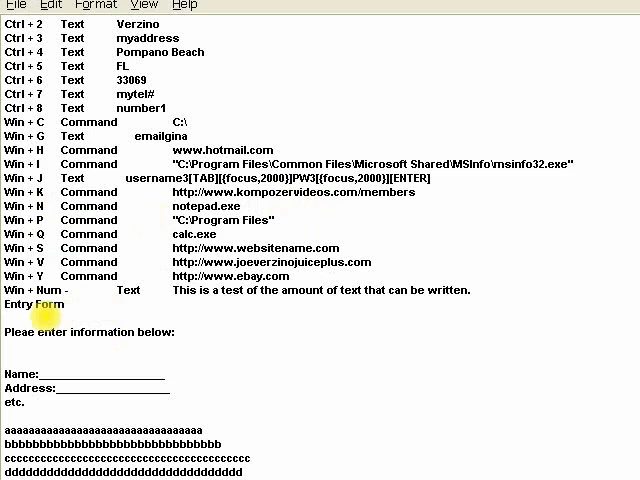 File Edit Format View Help
Ctrl + 2 Text Verzino
Ctrl + 3 Text myaddress
Ctrl + 4 Text Pompano Beach
Ctrl + 5 Text FL
Ctrl + 6 Text 33069
Ctrl + 7 Text mytel#
Ctrl + 8 Text number1
Win + C Command C:\
Win + G Text emailgina
Win + H Command www.hotmail.com
Win + I Command "C:\Program Files\Common Files\Microsoft Shared\MSInfo\msinfo32.exe"
Win + J Text username3[TAB][{focus,2000}]PW3[{focus,2000}][ENTER]
Win + K Command http://www.kompozervideos.com/members
Win + N Command notepad.exe
Win + P Command "C:\Program Files"
Win + Q Command calc.exe
Win + S Command http://www.websitename.com
Win + V Command http://www.joeverzinojuiceplus.com
Win + Y Command http://www.ebay.com
Win + Num - Text This is a test of the amount of text that can be written.
Entry Form
Pleae enter information below:
Name:____________________
Address:__________________
etc.
aaaaaaaaaaaaaaaaaaaaaaaaaaaaaaaaa
bbbbbbbbbbbbbbbbbbbbbbbbbbbbbbb
ccccccccccccccccccccccccccccccccccccccccc
dddddddddddddddddddddddddddddddddd